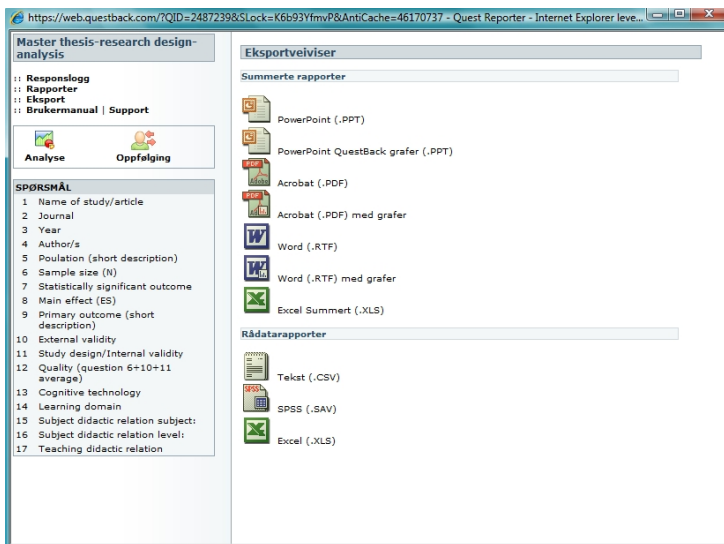 https://web.questback.com/?QID=2487239&SLock=K6b93YfmvP&AntiCache=46170737 - Quest Reporter - Internet Explorer leve...
Master thesis-research design-
analysis
:: Responslogg
:: Rapporter
:: Eksport
:: Brukermanual | Support
Analyse Oppfølging
SPØRSMÅL
1 Name of study/article
2 Journal
3 Year
4 Author/s
5 Poulation (short description)
6 Sample size (N)
7 Statistically significant outcome
8 Main effect (ES)
9 Primary outcome (short
description)
10 External validity
11 Study design/Internal validity
12 Quality (question 6+10+11
average)
13 Cognitive technology
14 Learning domain
15 Subject didactic relation subject:
16 Subject didactic relation level:
17 Teaching didactic relation
Eksportveiviser
Summerte rapporter
PowerPoint (.PPT)
PowerPoint QuestBack grafer (.PPT)
PDF
Adobe
Acrobat (.PDF)
PDF
Acrobat (.PDF) med grafer
Word (.RTF)
Word (.RTF) med grafer
Excel Summert (.XLS)
Rådatarapporter
Tekst (.CSV)
SPSS
SPSS (.SAV)
Excel (.XLS)